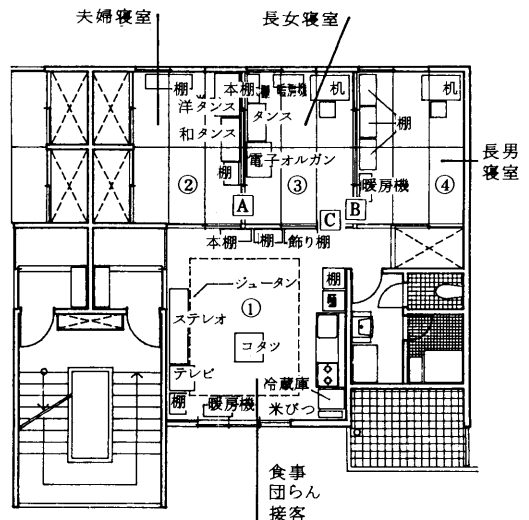 夫婦寝室
長女寝室
棚
本棚
電話機
机
机
洋タンス
タンス
棚
和タンス
長男
寝室
電子オルガン
棚
暖房機
②
③
④
A
B
C
本棚
棚
飾り棚
ジュータン
棚
①
ステレオ
コタツ
テレビ
冷蔵庫
棚
暖房機
米びつ
食事
団らん
接客